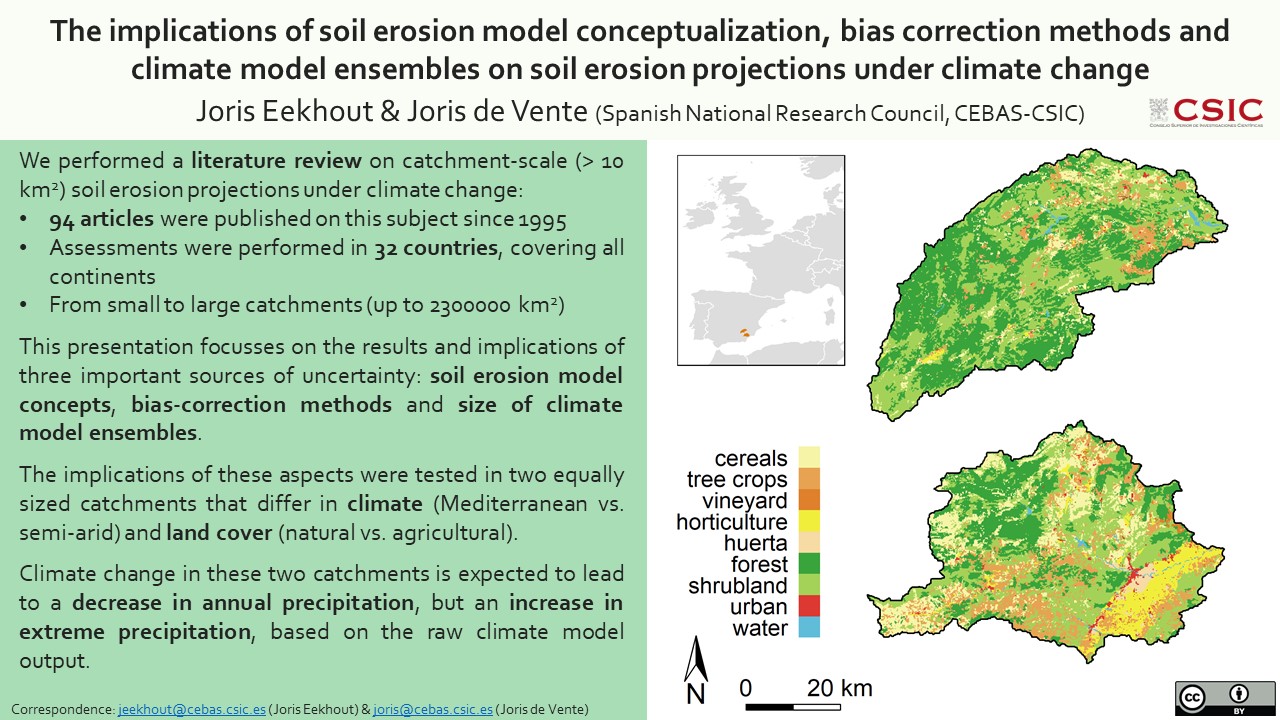 The implications of soil erosion model conceptualization, bias correction methods and
climate model ensembles on soil erosion projections under climate change
Joris Eekhout & Joris de Vente (Spanish National Research Council, CEBAS-CSIC)
CSIC
CONSEJO SUPERIOR DE INVESTIGACIONES CIENTÍFICAS
We performed a literature review on catchment-scale (> 10
km²) soil erosion projections under climate change:
• 94 articles were published on this subject since 1995
• Assessments were performed in 32 countries, covering all
continents
• From small to large catchments (up to 2300000 km²)
This presentation focusses on the results and implications of
three important sources of uncertainty: soil erosion model
concepts, bias-correction methods and size of climate
model ensembles.
The implications of these aspects were tested in two equally
sized catchments that differ in climate (Mediterranean vs.
semi-arid) and land cover (natural vs. agricultural).
Climate change in these two catchments is expected to lead
to a decrease in annual precipitation, but an increase in
extreme precipitation, based on the raw climate model
output.
Correspondence: jeekhout@cebas.csic.es (Joris Eekhout) & joris@cebas.csic.es (Joris de Vente)
cereals
tree crops
vineyard
horticulture
huerta
forest
shrubland
urban
water
N
0 20 km
cc
BY